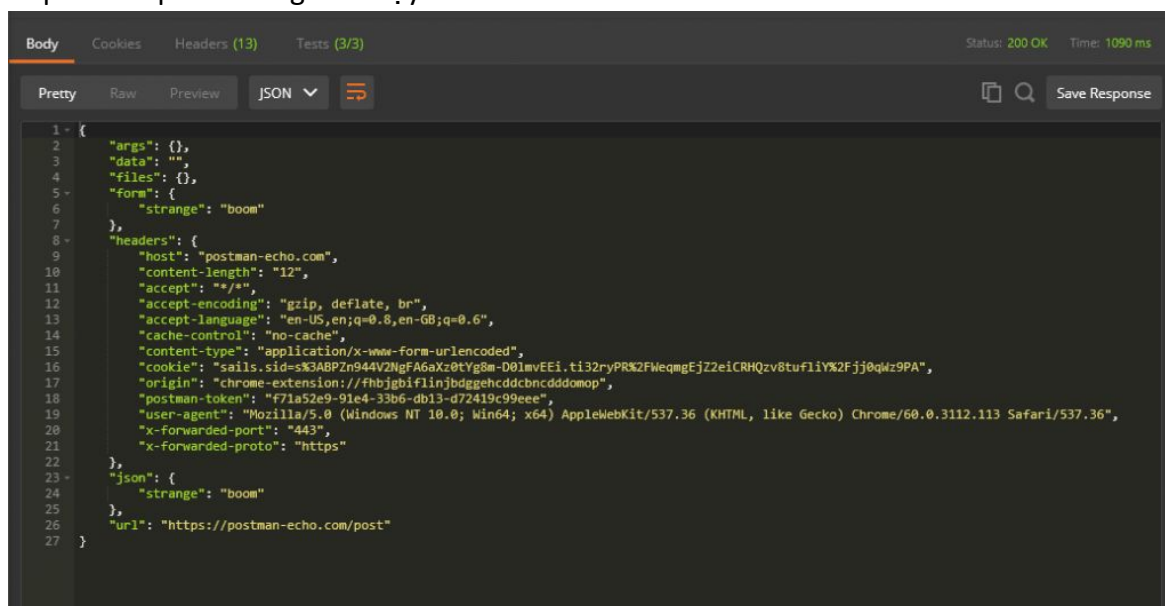 Body Cookies Headers (13) Tests (3/3) Status: 200 OK Time: 1090 ms
Pretty Raw Preview JSON Save Response
1 {
2 "args": {},
3 "data": "",
4 "files": {},
5 "form": {
6 "strange": "boom"
7 },
8 "headers": {
9 "host": "postman-echo.com",
10 "content-length": "12",
11 "accept": "*/*",
12 "accept-encoding": "gzip, deflate, br",
13 "accept-language": "en-US,en;q=0.8,en-GB;q=0.6",
14 "cache-control": "no-cache",
15 "content-type": "application/x-www-form-urlencoded",
16 "cookie": "sails.sid=s%3ABPZn944V2NgFA6aXz0tYg8m-D0lmvEEi.ti32ryPR%2FWeqmgEjZ2eiCRHQzv8tufliY%2Fjj0qWz9PA",
17 "origin": "chrome-extension://fhbjgbiflinjbdggehcddcbncdddomop",
18 "postman-token": "f71a52e9-91e4-33b6-db13-d72419c99eee",
19 "user-agent": "Mozilla/5.0 (Windows NT 10.0; Win64; x64) AppleWebKit/537.36 (KHTML, like Gecko) Chrome/60.0.3112.113 Safari/537.36",
20 "x-forwarded-port": "443",
21 "x-forwarded-proto": "https"
22 },
23 "json": {
24 "strange": "boom"
25 },
26 "url": "https://postman-echo.com/post"
27 }